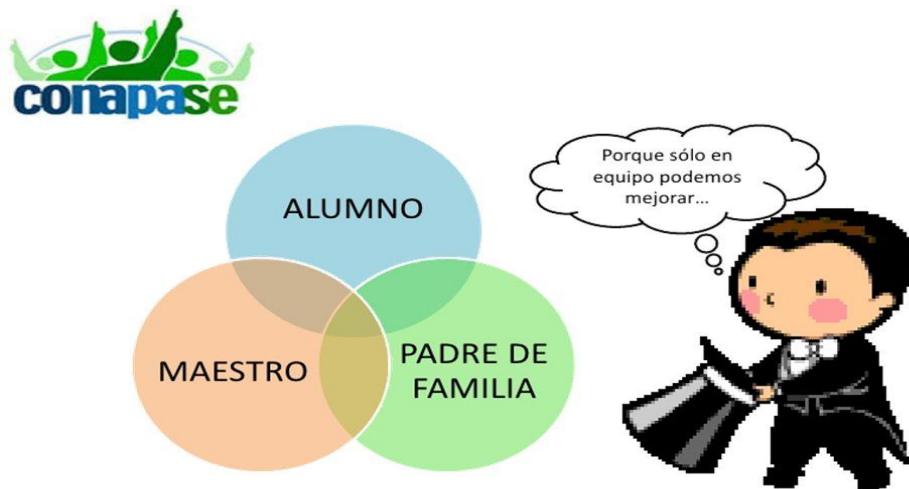 conapase
ALUMNO
MAESTRO
PADRE DE
FAMILIA
Porque sólo en
equipo podemos
mejorar...